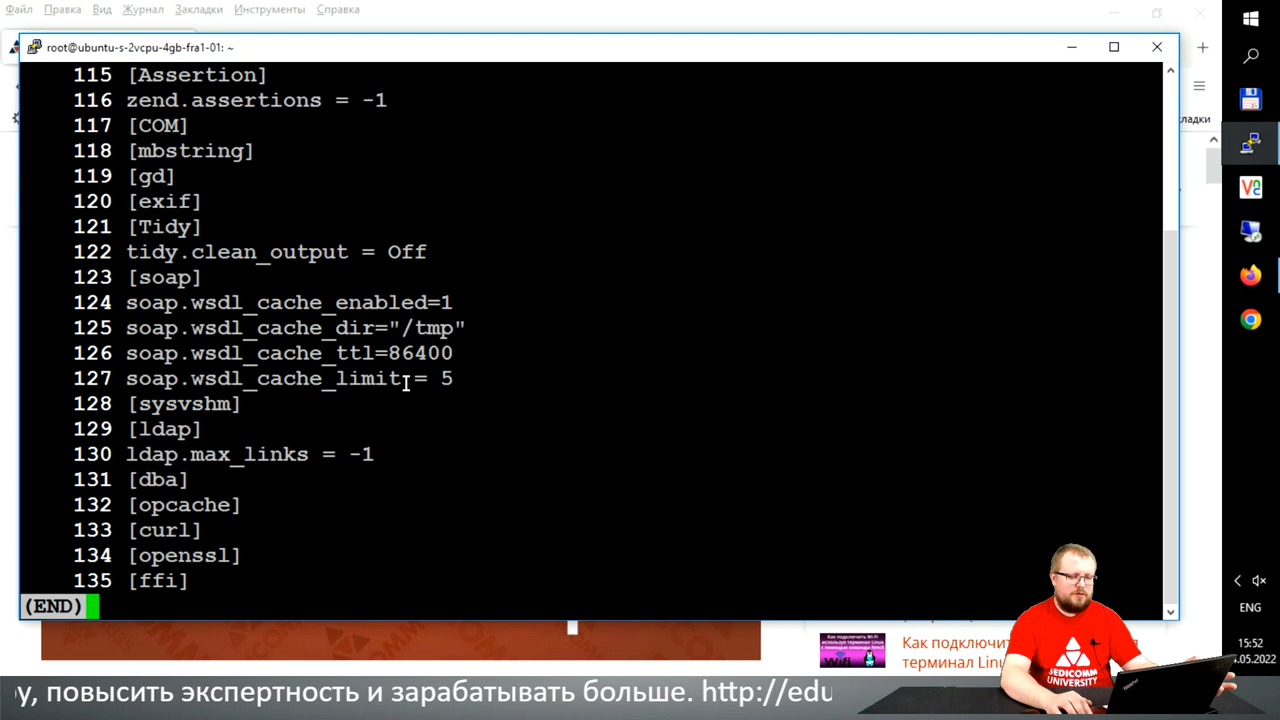 Файл Правка Вид Журнал Закладки Инструменты Справка
root@ubuntu-s-2vcpu-4gb-fra1-01: ~
115 [Assertion]
116 zend.assertions = -1
117 [COM]
118 [mbstring]
119 [gd]
120 [exif]
121 [Tidy]
122 tidy.clean_output = Off
123 [soap]
124 soap.wsdl_cache_enabled=1
125 soap.wsdl_cache_dir="/tmp"
126 soap.wsdl_cache_ttl=86400
127 soap.wsdl_cache_limit = 5
128 [sysvshm]
129 [ldap]
130 ldap.max_links = -1
131 [dba]
132 [opcache]
133 [curl]
134 [openssl]
135 [ffi]
(END)
кладки
ENG
15:52
.05.2022
Как подключит
терминал Linu
WiFi
SEDICOMM
UNIVERSITY
у, повысить экспертность и зарабатывать больше. http://edu